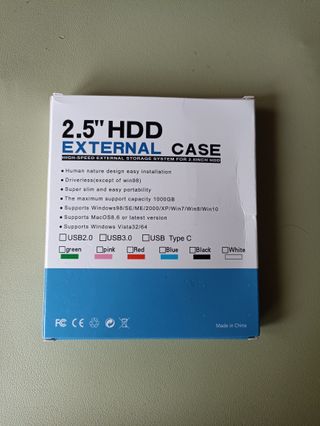 2.5" HDD
EXTERNAL CASE
HIGH-SPEED EXTERNAL STORAGE SYSTEM FOR 2.5INCH HDD
• Human nature design easy installation
• Driverless(except of win98)
• Super slim and easy portability
• The maximum support capacity 1000GB
• Supports Windows98/SE/ME/2000/XP/Win7/Win8/Win10
• Supports MacOS8.6 or latest version
• Supports Windows Vista32/64
USB2.0 USB3.0 USB Type C
green pink Red Blue Black White
FC CE
Made in China